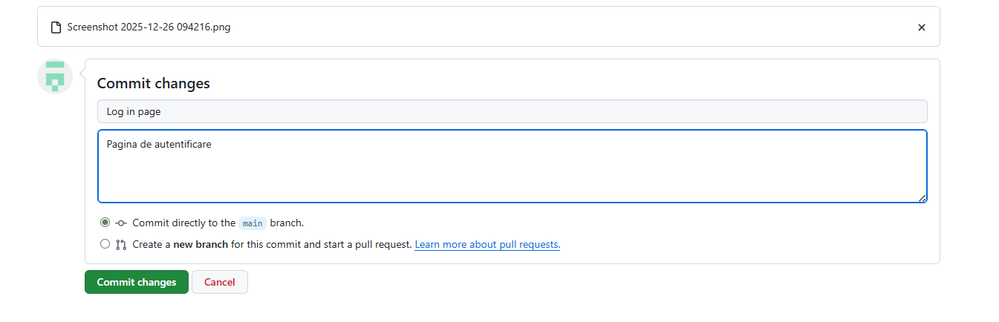 Screenshot 2025-12-26 094216.png
Commit changes
Log in page
Pagina de autentificare
Commit directly to the main branch.
Create a new branch for this commit and start a pull request. Learn more about pull requests.
Commit changes Cancel